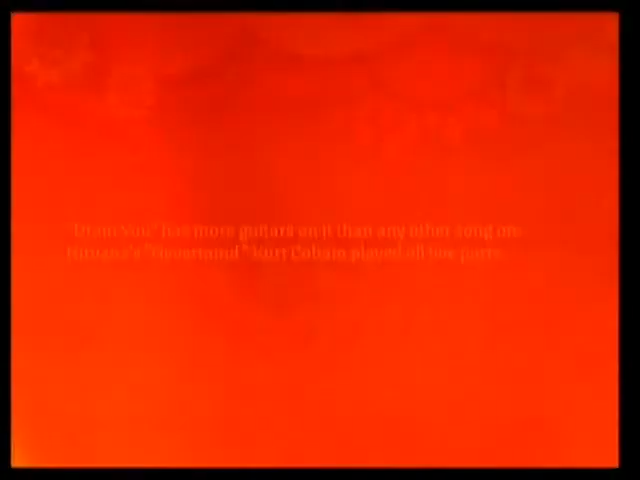 "Drain You" has more guitars on it than any other song on
Nirvana's "Nevermind." Kurt Cobain played all five parts.